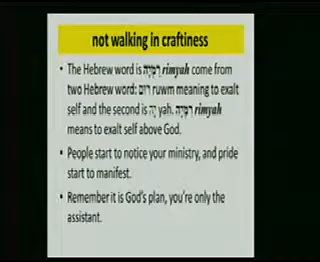 not walking in craftiness
• The Hebrew word is רְמִיָּה rimyah come from
two Hebrew word: רום ruwm meaning to exalt
self and the second is יָהּ yah. רְמִיָּה rimyah
means to exalt self above God.
• People start to notice your ministry, and pride
start to manifest.
• Remember it is God's plan, you're only the
assistant.